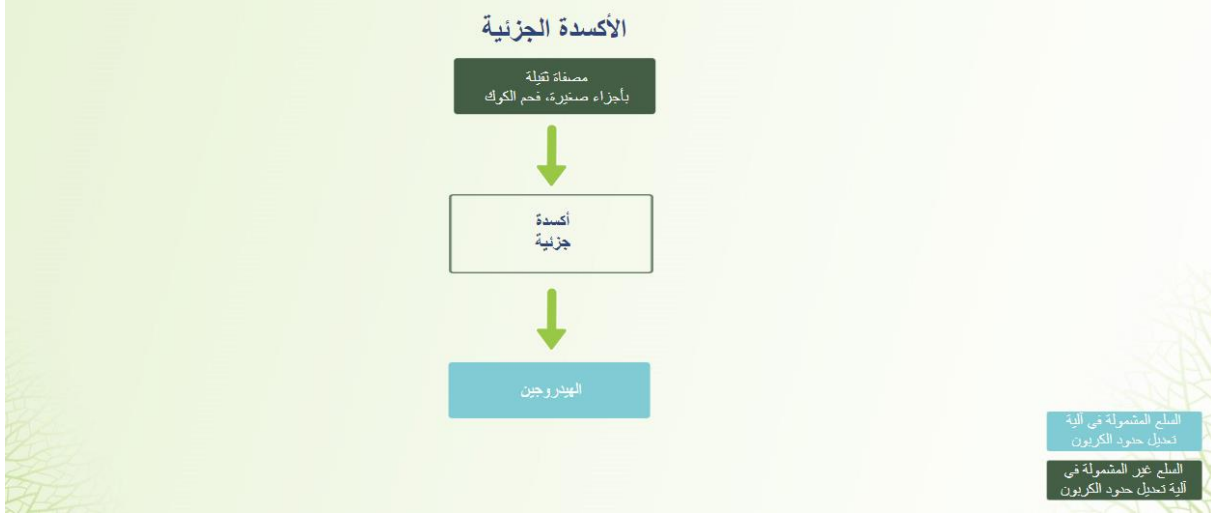 الأكسدة الجزئية
مصفاة ثقيلة
بأجزاء صغيرة، فحم الكوك
أكسدة
جزئية
الهيدروجين
السلع المشمولة في آلية
تعديل حدود الكربون
السلع غير المشمولة في
آلية تعديل حدود الكربون